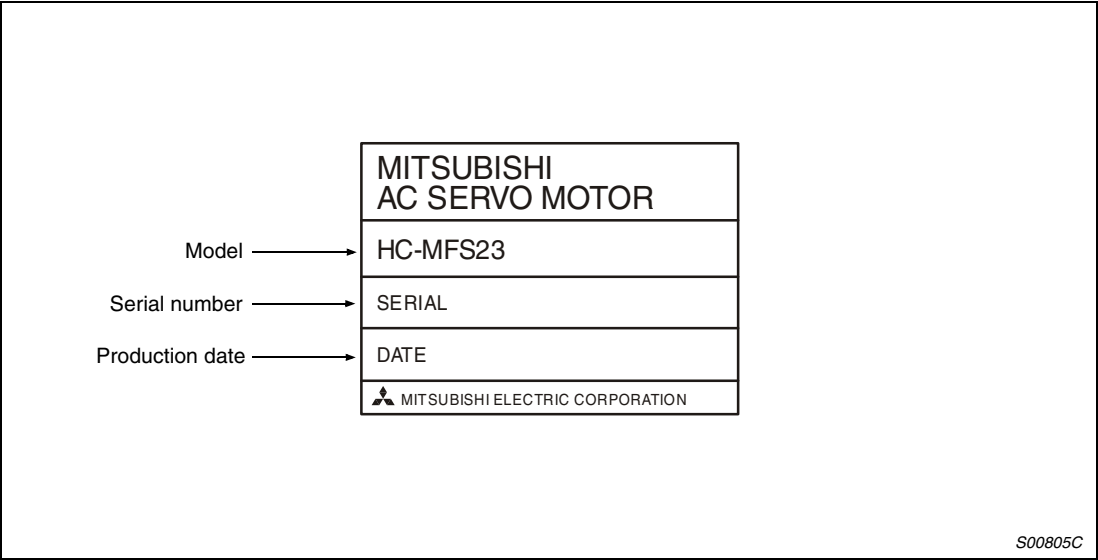 MITSUBISHI
AC SERVO MOTOR
Model
HC-MFS23
Serial number
SERIAL
Production date
DATE
MITSUBISHI ELECTRIC CORPORATION
S00805C